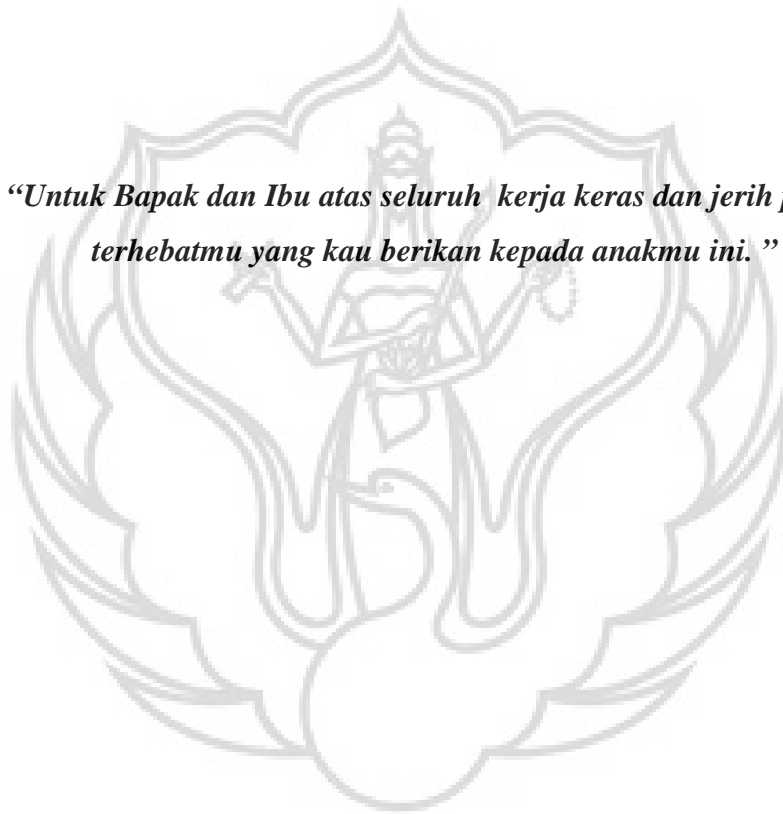 “Untuk Bapak dan Ibu atas seluruh  kerja keras dan jerih
terhebatmu yang kau berikan kepada anakmu ini. ”